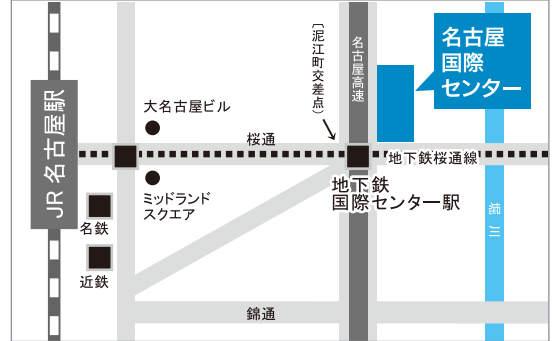 名古屋
国際
センター
〔泥江町交差点〕
名古屋高速
JR名古屋駅
大名古屋ビル
桜通
地下鉄桜通線
ミッドランド
スクエア
地下鉄
国際センター駅
名鉄
近鉄
堀川
錦通